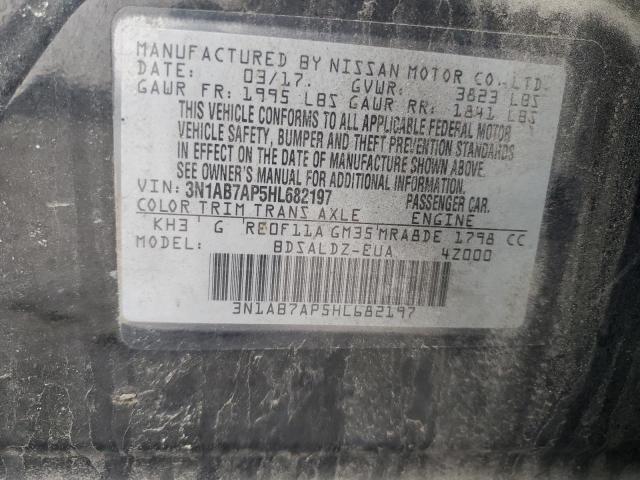 MANUFACTURED BY NISSAN MOTOR CO., LTD.
DATE: 03/17. GVWR: 3823 LBS
GAWR FR: 1995 LBS GAWR RR: 1841 LBS
THIS VEHICLE CONFORMS TO ALL APPLICABLE FEDERAL MOTOR
VEHICLE SAFETY, BUMPER AND THEFT PREVENTION STANDARDS
IN EFFECT ON THE DATE OF MANUFACTURE SHOWN ABOVE.
SEE OWNER'S MANUAL FOR FURTHER INFORMATION
VIN: 3N1AB7AP5HL682197 PASSENGER CAR.
COLOR TRIM TRANS AXLE ENGINE
KH3 G RE0F11A GM35 MRA8DE 1798 CC
MODEL: BDSALDZ-EUA 4Z000
3N1AB7AP5HL682197